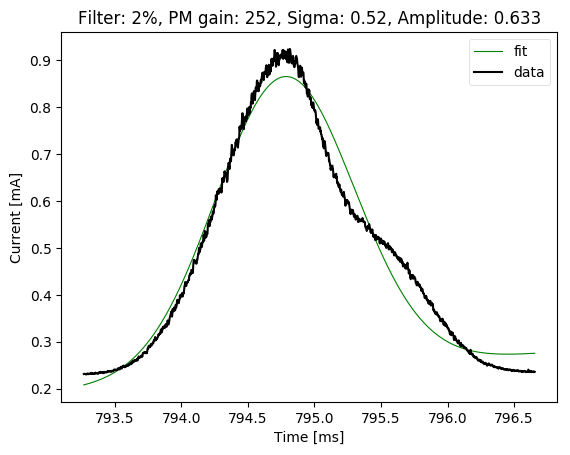 Filter: 2%, PM gain: 252, Sigma: 0.52, Amplitude: 0.633
fit
data
0.9
0.8
0.7
0.6
0.5
0.4
0.3
0.2
Current [mA]
793.5 794.0 794.5 795.0 795.5 796.0 796.5
Time [ms]